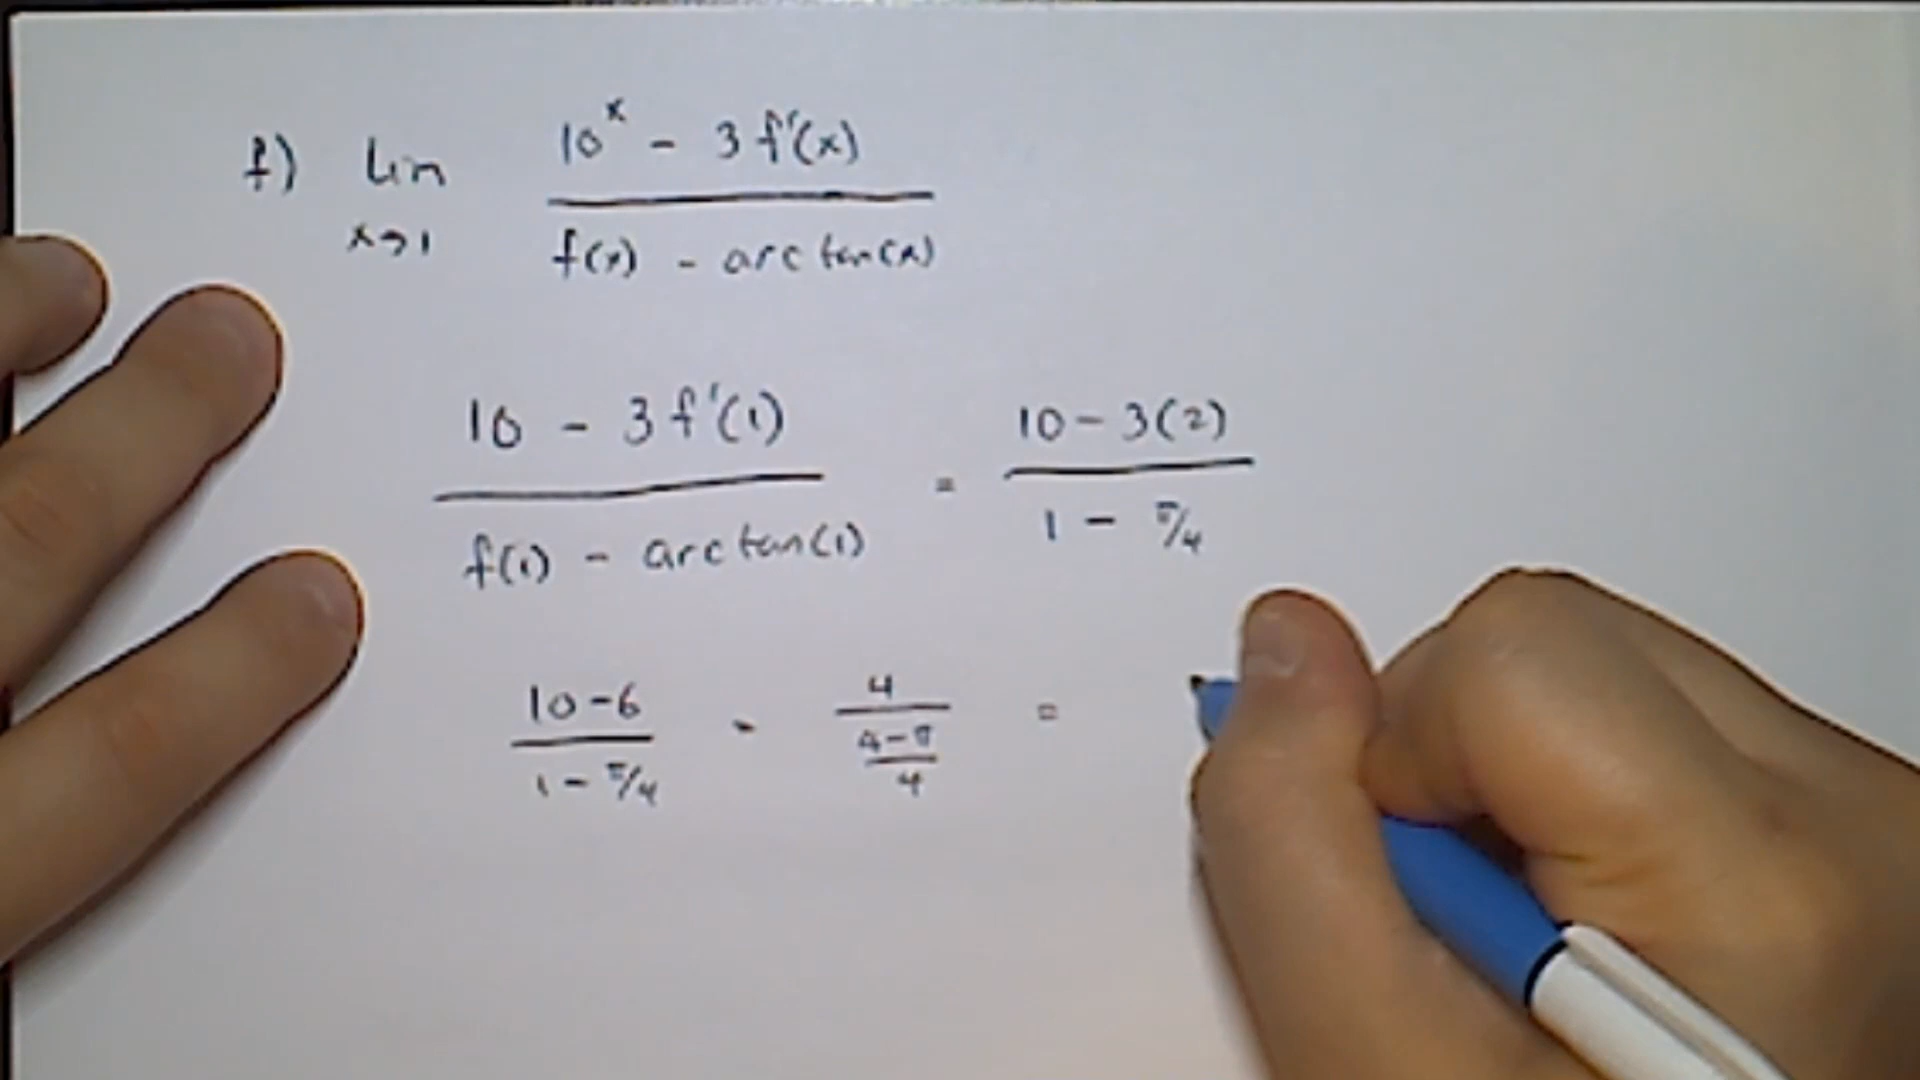 f) Lim 10^x - 3f'(x)
x→1 f(x) - arctan(x)
10 - 3f'(1) = 10-3(2)
f(1) - arctan(1) 1 - π/4
10-6 - 4 =
1-π/4 4-π
4